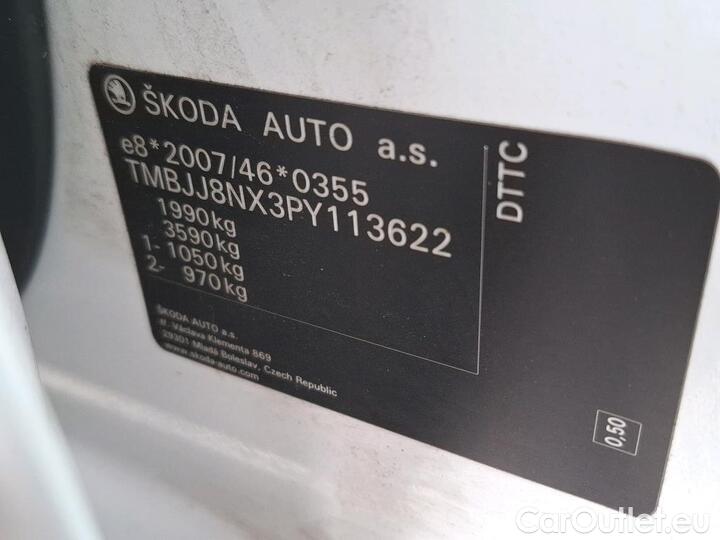 ŠKODA AUTO a.s.
e8*2007/46*0355
TMBJJ8NX3PY113622
1990kg
3590kg
1- 1050kg
2- 970kg
ŠKODA AUTO a.s.
tř. Václava Klementa 869
29301 Mladá Boleslav, Czech Republic
www.skoda-auto.com
DTTC
0,50
CarOutlet.eu